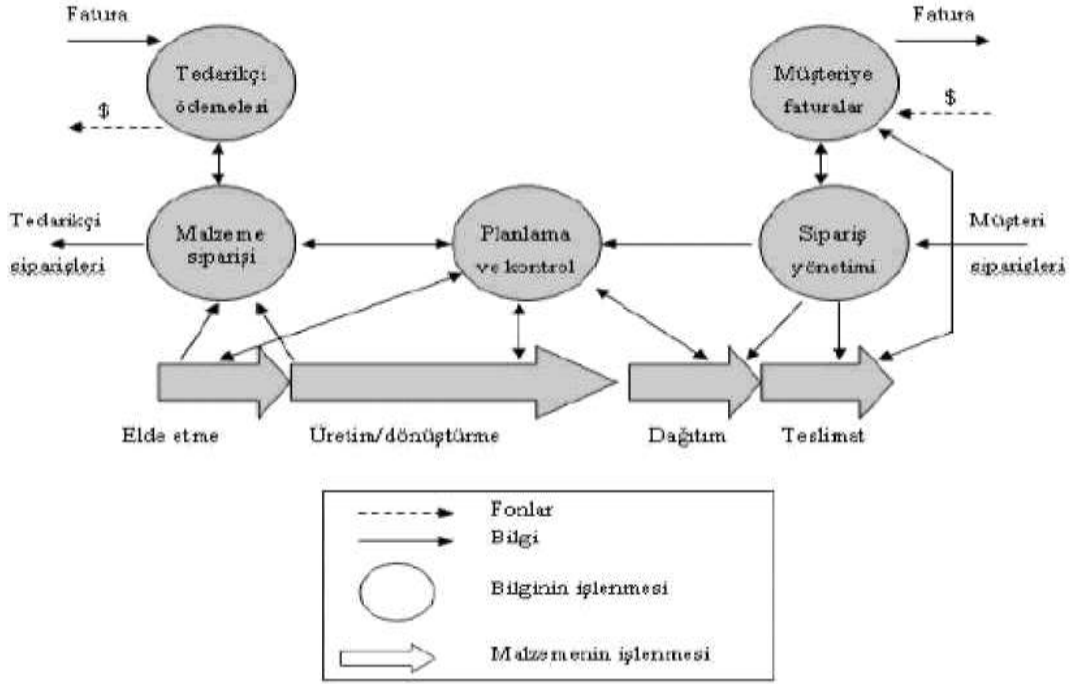 Fatura
Fatura
Tedarikçi
ödemeleri
Müşteriye
faturalar
$
$
Tedarikçi
siparişleri
Malzeme
siparişi
Planlama
ve kontrol
Sipariş
yönetimi
Müşteri
siparişleri
Elde etme
Üretim/dönüştürme
Dağıtım
Teslimat
Fonlar
Bilgi
Bilginin işlenmesi
Malzemenin işlenmesi